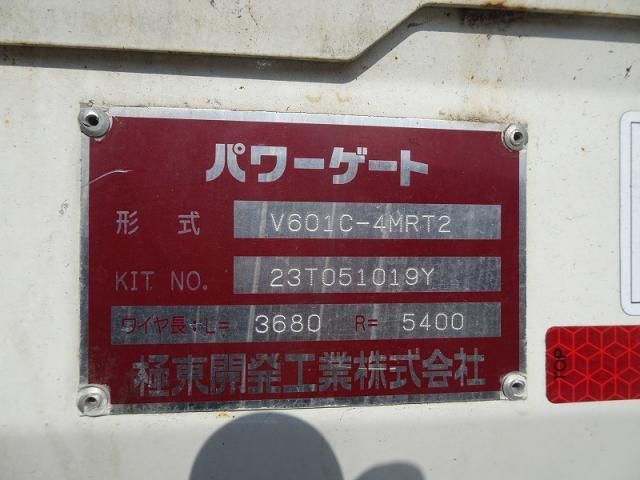 パワーゲート
形式 V601C-4MRT2
KIT NO. 23T051019Y
ワイヤ長:L= 3680 R= 5400
極東開発工業株式会社
TOP